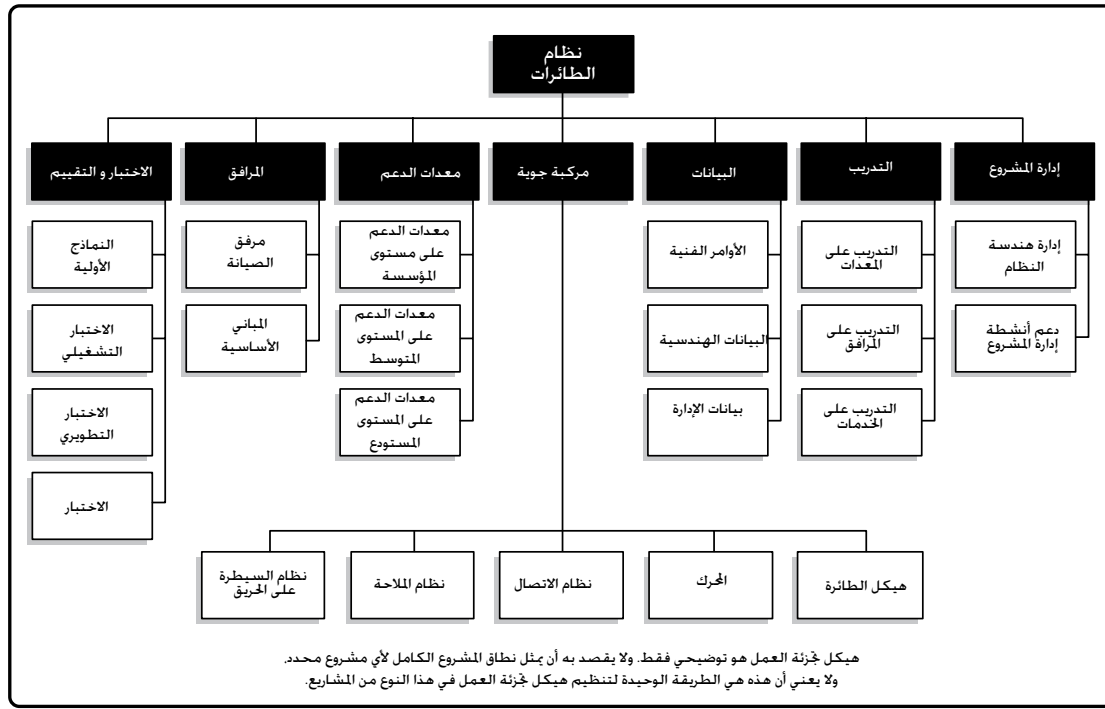 نظام
الطائرات
إدارة المشروع
التدريب
البيانات
مركبة جوية
معدات الدعم
المرافق
الاختبار و التقييم
إدارة هندسة
النظام
دعم أنشطة
إدارة المشروع
التدريب على
المعدات
التدريب على
المرافق
التدريب على
الخدمات
الأوامر الفنية
البيانات الهندسية
بيانات الإدارة
معدات الدعم
على مستوى
المؤسسة
معدات الدعم
على المستوى
المتوسط
معدات الدعم
على المستوى
المستودع
مرفق
الصيانة
المباني
الأساسية
النماذج
الأولية
الاختبار
التشغيلي
الاختبار
التطويري
الاختبار
هيكل الطائرة
المحرك
نظام الاتصال
نظام الملاحة
نظام السيطرة
على الحريق
هيكل تجزئة العمل هو توضيحي فقط. ولا يقصد به أن يمثل نطاق المشروع الكامل لأي مشروع محدد.
ولا يعني أن هذه هي الطريقة الوحيدة لتنظيم هيكل تجزئة العمل في هذا النوع من المشاريع.